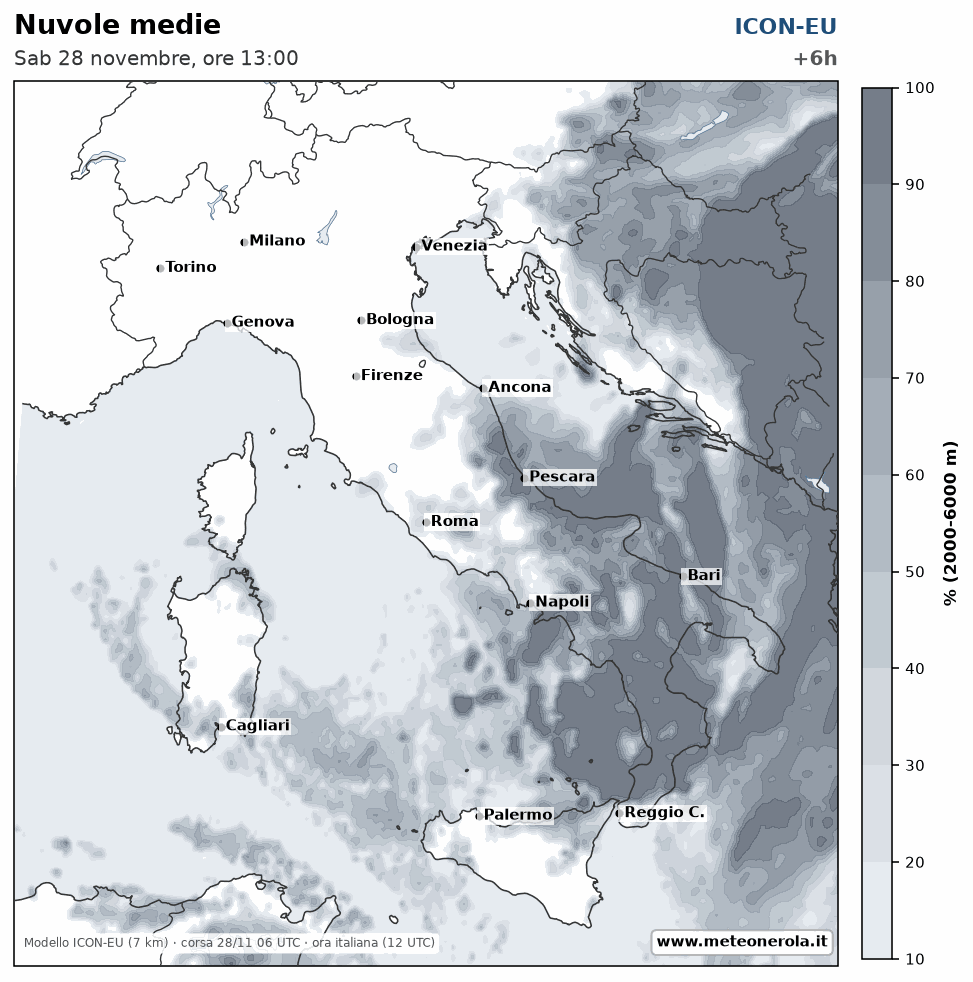 Nuvole medie
ICON-EU
Sab 28 novembre, ore 13:00
+6h
100
90
80
70
60
50
40
30
20
10
% (2000-6000 m)
Milano
Venezia
Torino
Genova
Bologna
Firenze
Ancona
Pescara
Roma
Bari
Napoli
Cagliari
Palermo
Reggio C.
Modello ICON-EU (7 km) · corsa 28/11 06 UTC · ora italiana (12 UTC)
www.meteonerola.it